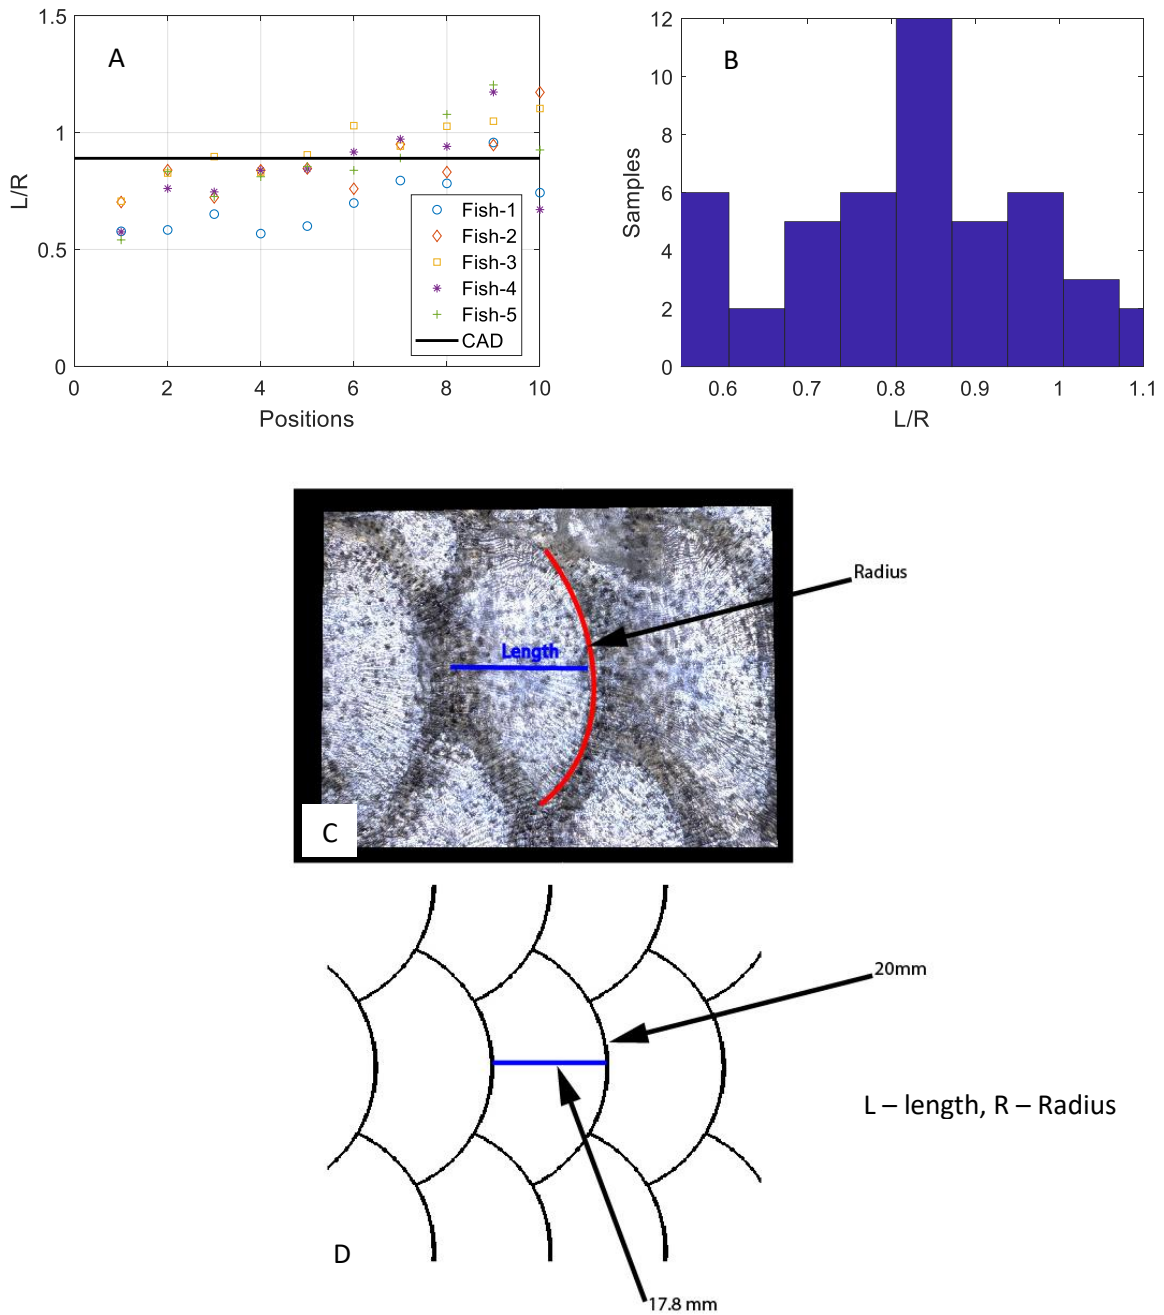 A
L/R
1.5
1
0.5
0
0 2 4 6 8 10
Positions
Fish-1
Fish-2
Fish-3
Fish-4
Fish-5
CAD
B
Samples
12
10
8
6
4
2
0
0.6 0.7 0.8 0.9 1 1.1
L/R
Radius
Length
C
20mm
L – length, R – Radius
D
17.8 mm